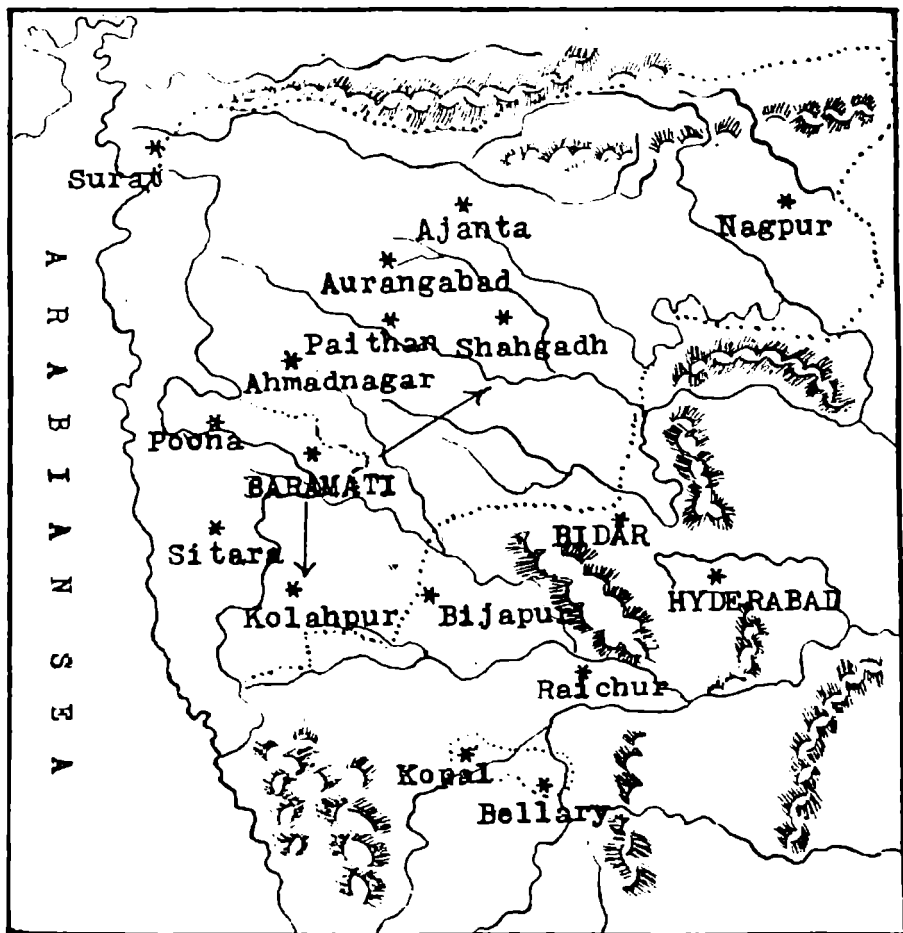 Surat
Ajanta
Nagpur
Aurangabad
Paithan
Shahgadh
Ahmadnagar
Poona
BARAMATI
Sitara
BIDAR
HYDERABAD
Kolahpur
Bijapur
Raichur
Kopal
Bellary
ARABIAN SEA